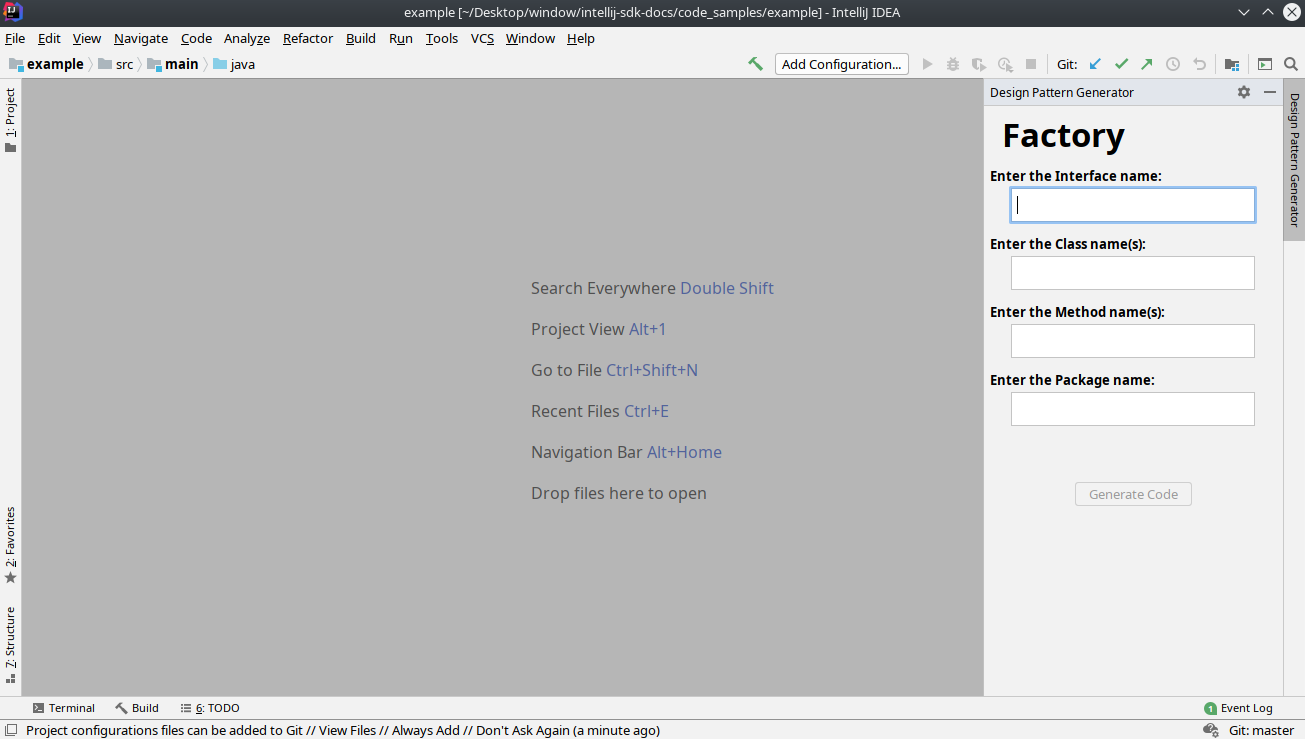 example [~/Desktop/window/intellij-sdk-docs/code_samples/example] - IntelliJ IDEA
File Edit View Navigate Code Analyze Refactor Build Run Tools VCS Window Help
example src main java Add Configuration... Git:
1: Project
2: Favorites
7: Structure
Search Everywhere Double Shift
Project View Alt+1
Go to File Ctrl+Shift+N
Recent Files Ctrl+E
Navigation Bar Alt+Home
Drop files here to open
Design Pattern Generator
Factory
Enter the Interface name:
Enter the Class name(s):
Enter the Method name(s):
Enter the Package name:
Generate Code
Design Pattern Generator
Terminal Build 6: TODO 1 Event Log
Project configurations files can be added to Git // View Files // Always Add // Don't Ask Again (a minute ago) Git: master